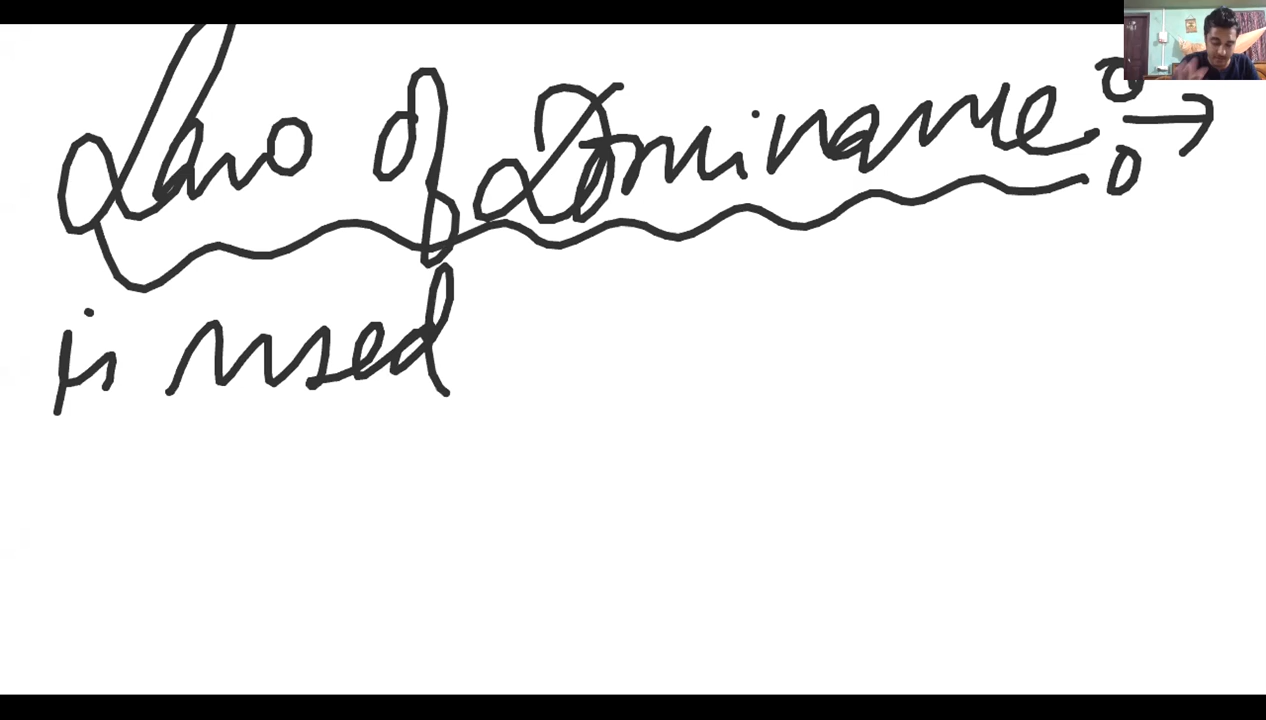 Law of Dominance :→
is used